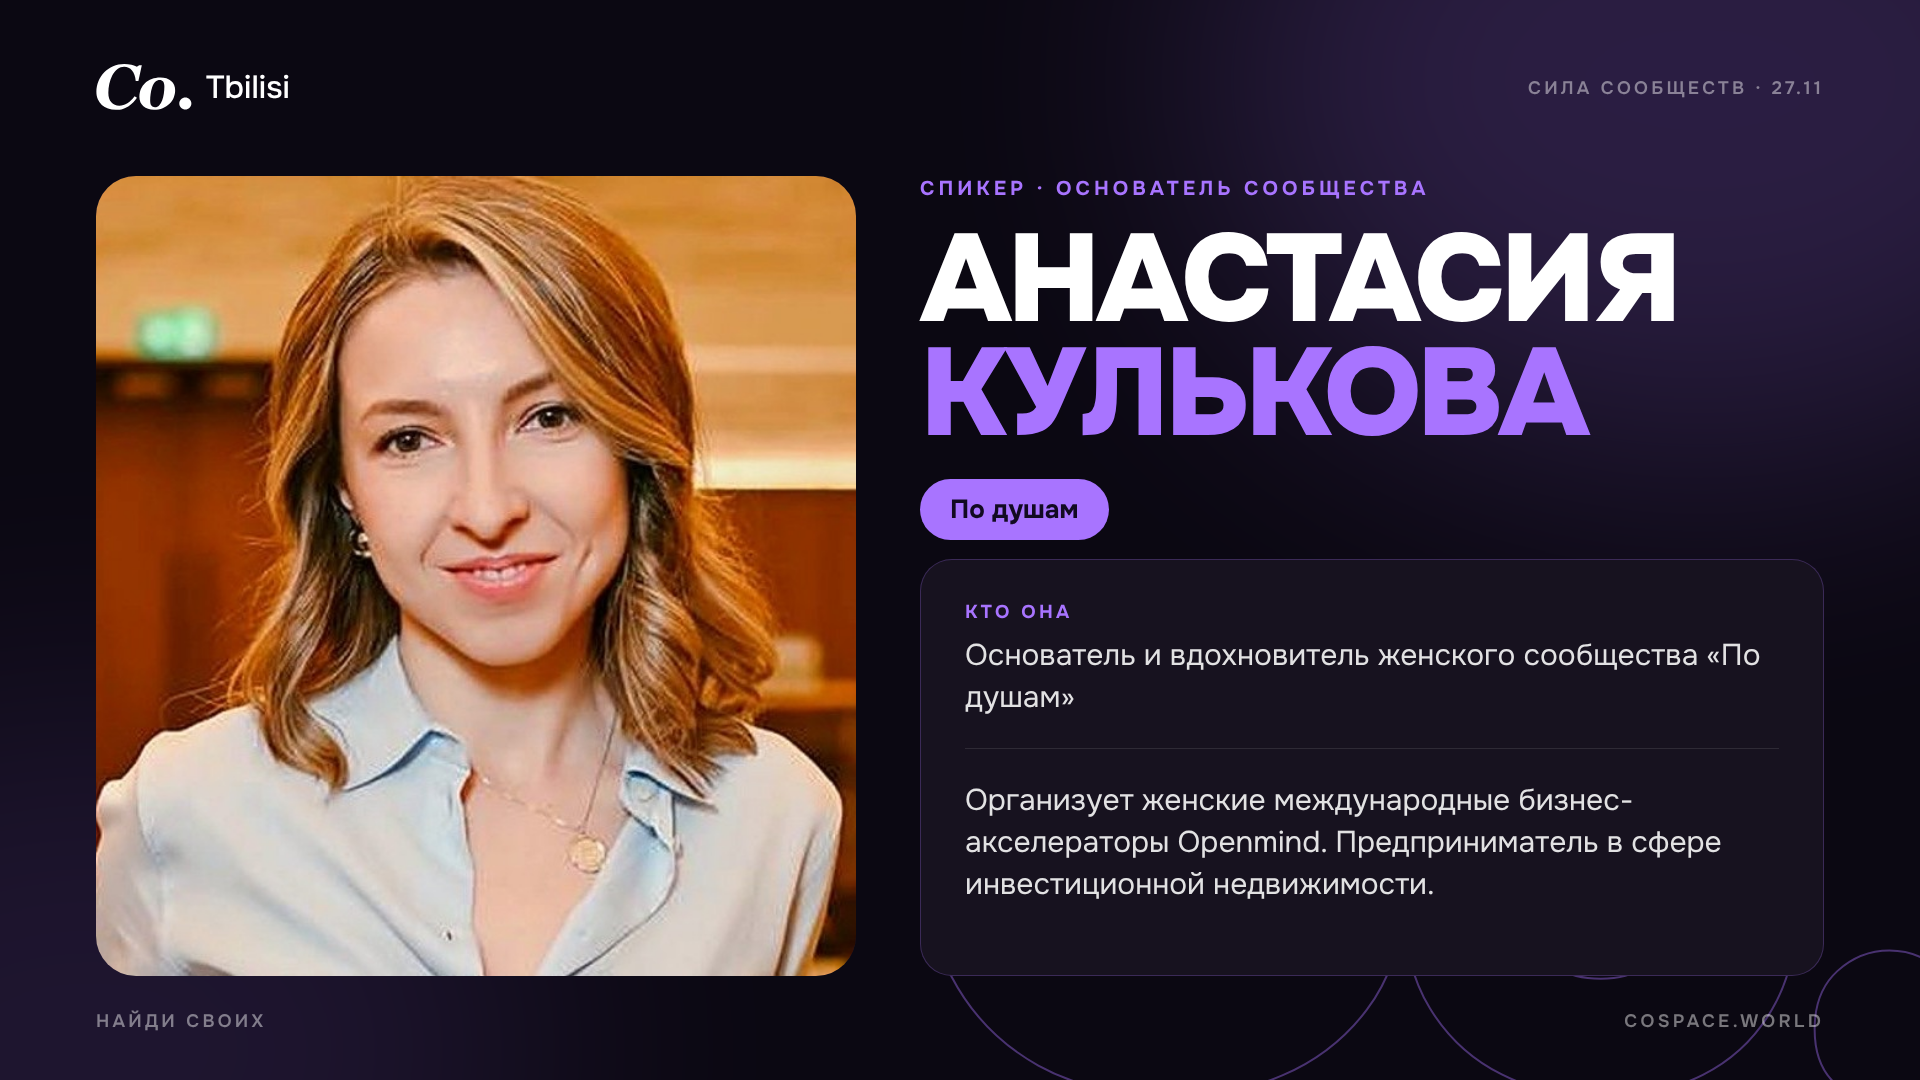 Co. Tbilisi
СИЛА СООБЩЕСТВ · 27.11
СПИКЕР · ОСНОВАТЕЛЬ СООБЩЕСТВА
АНАСТАСИЯ
КУЛЬКОВА
По душам
КТО ОНА
Основатель и вдохновитель женского сообщества «По
душам»
Организует женские международные бизнес-
акселераторы Openmind. Предприниматель в сфере
инвестиционной недвижимости.
НАЙДИ СВОИХ
COSPACE.WORLD